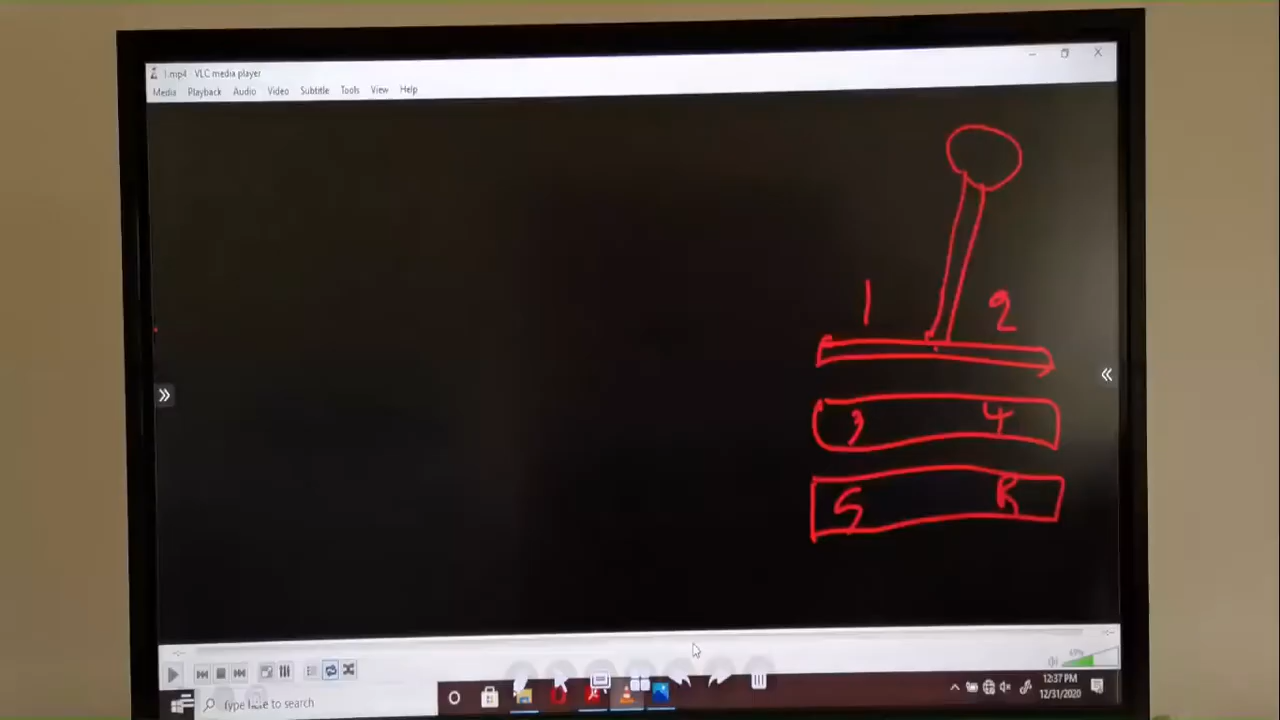 1.mp4 - VLC media player
Media Playback Audio Video Subtitle Tools View Help
1 2
3 4
5 R
69%
Type here to search
12:37 PM
12/31/2020